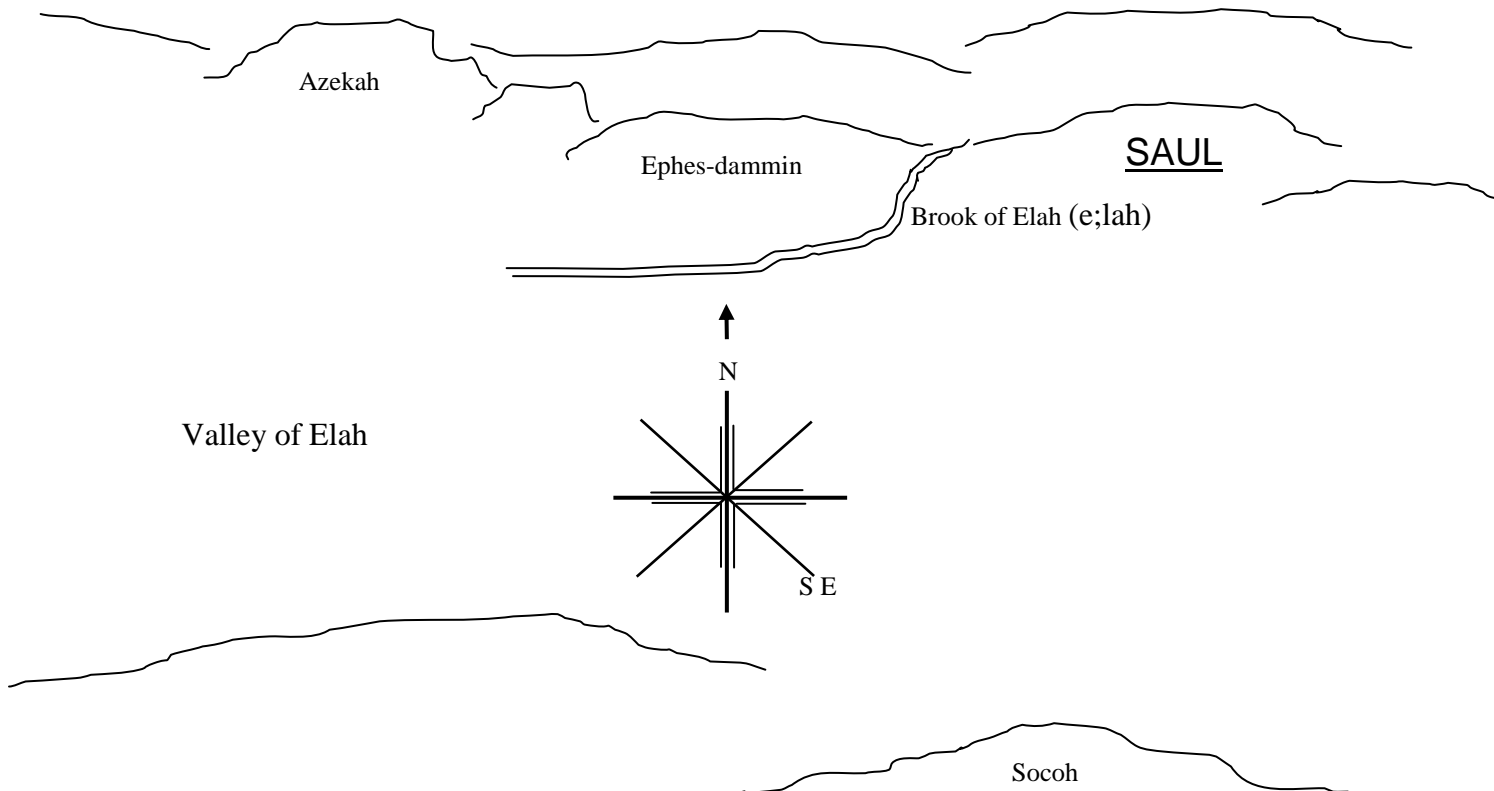 Azekah
SAUL
Ephes-dammin
Brook of Elah (e;lah)
N
Valley of Elah
S E
Socoh